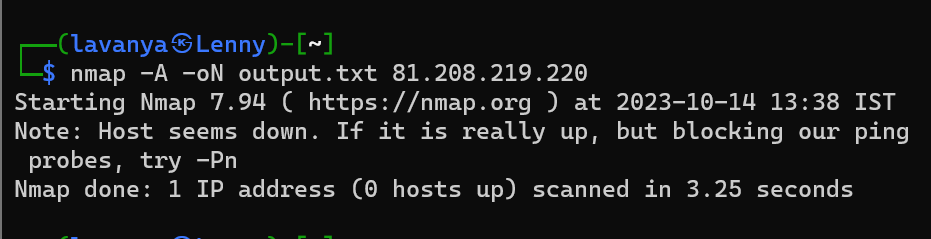 ┌──(lavanya㉿Lenny)-[~]
└─$ nmap -A -oN output.txt 81.208.219.220
Starting Nmap 7.94 ( https://nmap.org ) at 2023-10-14 13:38 IST
Note: Host seems down. If it is really up, but blocking our ping
 probes, try -Pn
Nmap done: 1 IP address (0 hosts up) scanned in 3.25 seconds